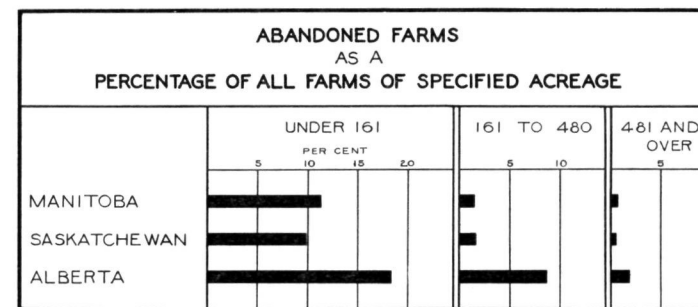 ABANDONED FARMS
AS A
PERCENTAGE OF ALL FARMS OF SPECIFIED ACREAGE
UNDER 161
PER CENT
5 10 15 20
161 TO 480
5 10
481 AND
OVER
5
MANITOBA
SASKATCHEWAN
ALBERTA